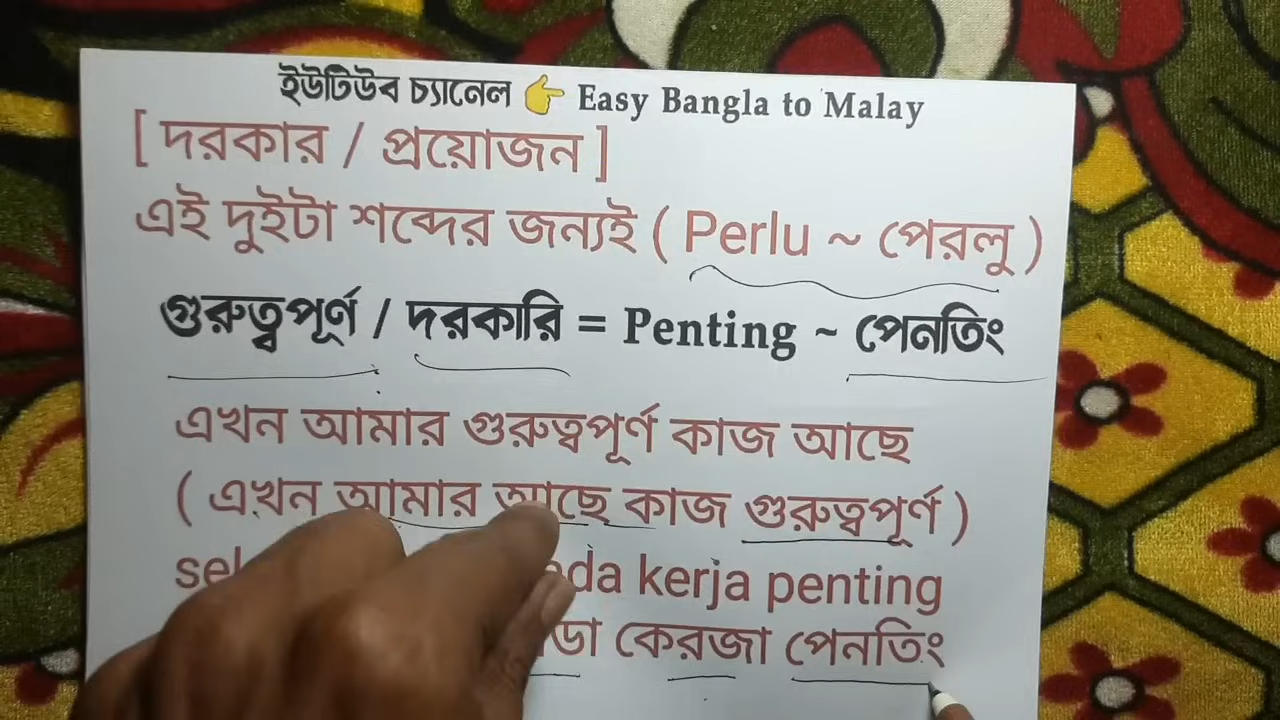 ইউটিউব চ্যানেল 👉 Easy Bangla to Malay
[ দরকার / প্রয়োজন ]
এই দুইটা শব্দের জন্যই ( Perlu ~ পেরলু )
গুরুত্বপূর্ণ / দরকারি = Penting ~ পেনতিং
এখন আমার গুরুত্বপূর্ণ কাজ আছে
( এখন আমার আছে কাজ গুরুত্বপূর্ণ )
kerja penting
কেরজা পেনতিং